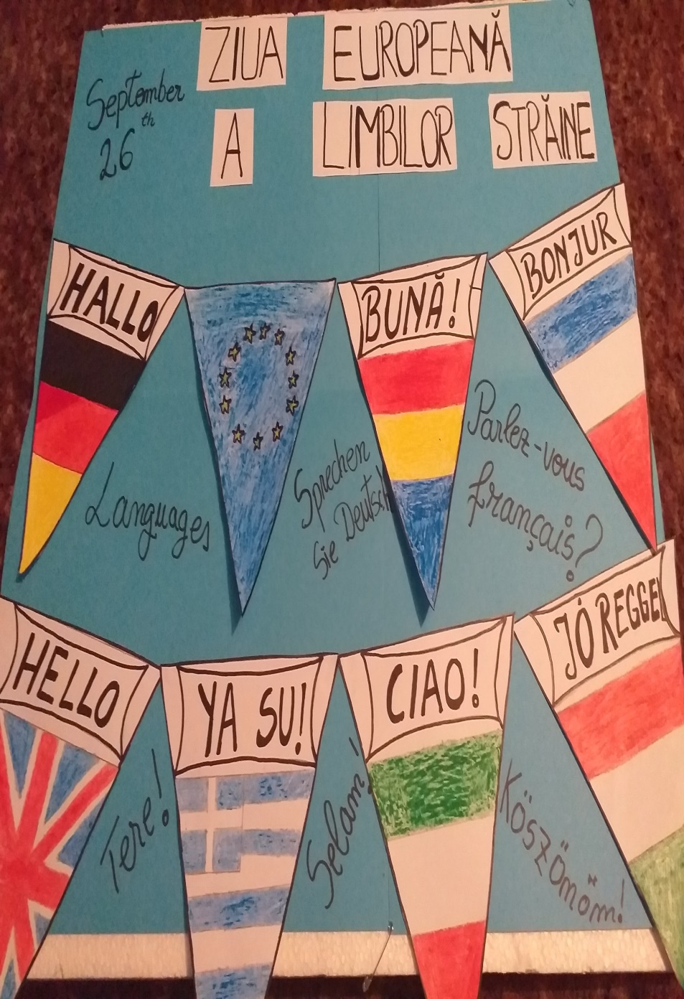 ZIUA EUROPEANĂ
A LIMBILOR STRĂINE
September
26th
HALLO
BUNĂ!
BONJUR
Languages
Sprechen
Sie Deutsch
Parlez-vous
français?
HELLO
YA SU!
CIAO!
JÓ REGGEL
Tere!
Selam!
Köszönöm!